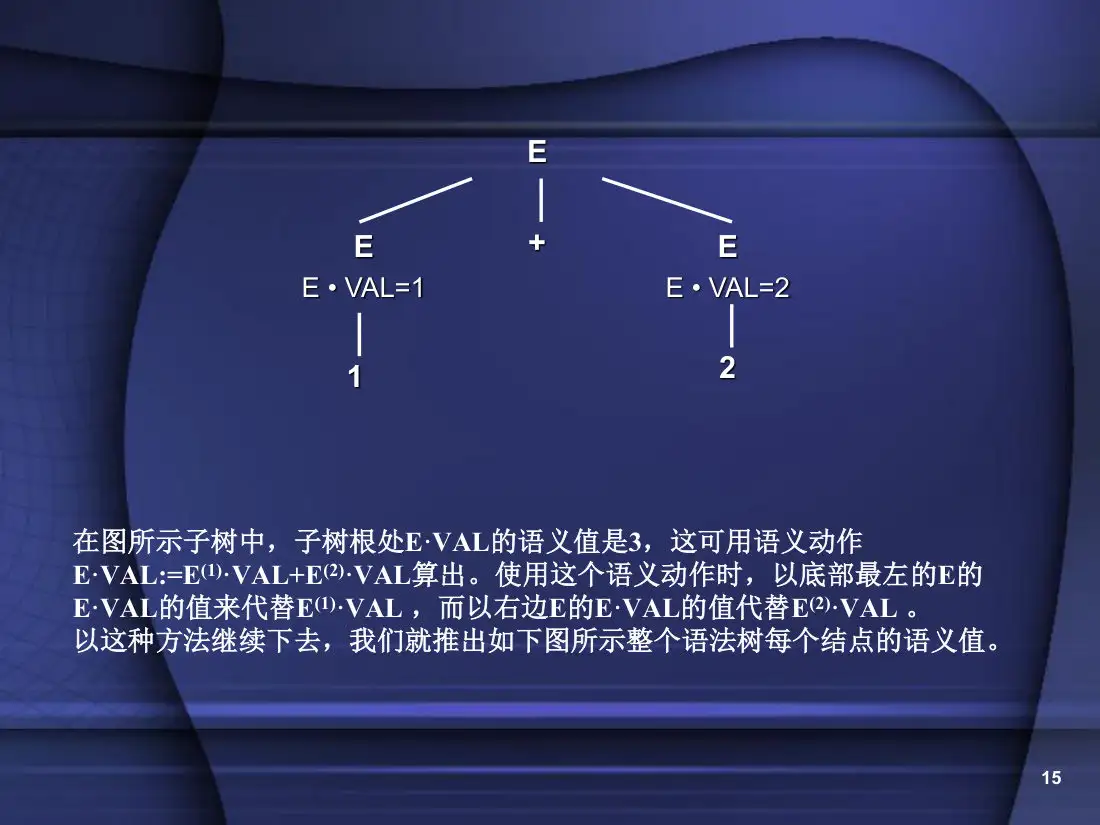 E
E + E
E • VAL=1 E • VAL=2
1 2
在图所示子树中，子树根处E·VAL的语义值是3，这可用语义动作
E·VAL:=E⁽¹⁾·VAL+E⁽²⁾·VAL算出。使用这个语义动作时，以底部最左的E的
E·VAL的值来代替E⁽¹⁾·VAL ，而以右边E的E·VAL的值代替E⁽²⁾·VAL 。
以这种方法继续下去，我们就推出如下图所示整个语法树每个结点的语义值。
15